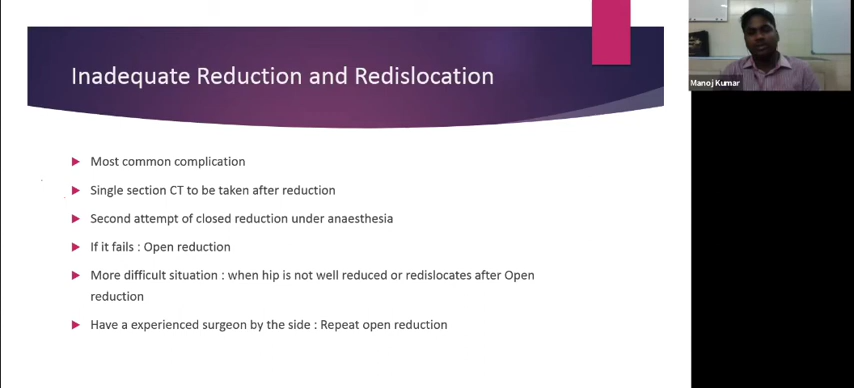 Inadequate Reduction and Redislocation
Most common complication
Single section CT to be taken after reduction
Second attempt of closed reduction under anaesthesia
If it fails : Open reduction
More difficult situation : when hip is not well reduced or redislocates after Open
reduction
Have a experienced surgeon by the side : Repeat open reduction
Manoj Kumar